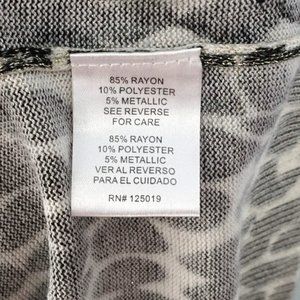 85% RAYON
10% POLYESTER
5% METALLIC
SEE REVERSE
FOR CARE
85% RAYON
10% POLYESTER
5% METALLIC
VER AL REVERSO
PARA EL CUIDADO
RN# 125019